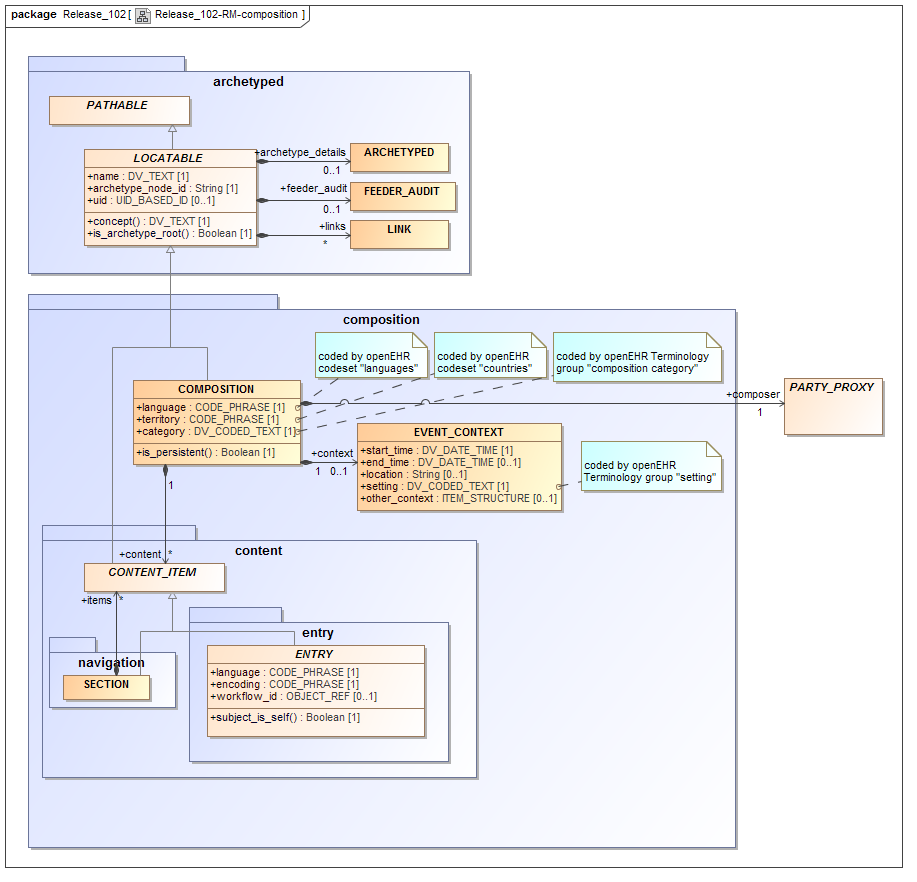 package Release_102 [ Release_102-RM-composition ]
archetyped
PATHABLE
LOCATABLE
+name : DV_TEXT [1]
+archetype_node_id : String [1]
+uid : UID_BASED_ID [0..1]
+concept() : DV_TEXT [1]
+is_archetype_root() : Boolean [1]
+archetype_details
0..1
ARCHETYPED
+feeder_audit
0..1
FEEDER_AUDIT
+links
*
LINK
composition
coded by openEHR
codeset "languages"
coded by openEHR
codeset "countries"
coded by openEHR Terminology
group "composition category"
COMPOSITION
+language : CODE_PHRASE [1]
+territory : CODE_PHRASE [1]
+category : DV_CODED_TEXT [1]
+is_persistent() : Boolean [1]
+composer
1
PARTY_PROXY
+context
1 0..1
EVENT_CONTEXT
+start_time : DV_DATE_TIME [1]
+end_time : DV_DATE_TIME [0..1]
+location : String [0..1]
+setting : DV_CODED_TEXT [1]
+other_context : ITEM_STRUCTURE [0..1]
coded by openEHR
Terminology group "setting"
1
content
+content *
CONTENT_ITEM
+items *
navigation
SECTION
entry
ENTRY
+language : CODE_PHRASE [1]
+encoding : CODE_PHRASE [1]
+workflow_id : OBJECT_REF [0..1]
+subject_is_self() : Boolean [1]